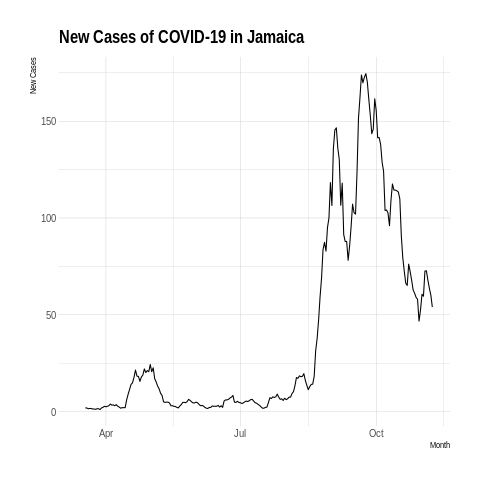 New Cases of COVID-19 in Jamaica
New Cases
150
100
50
0
Apr
Jul
Oct
Month